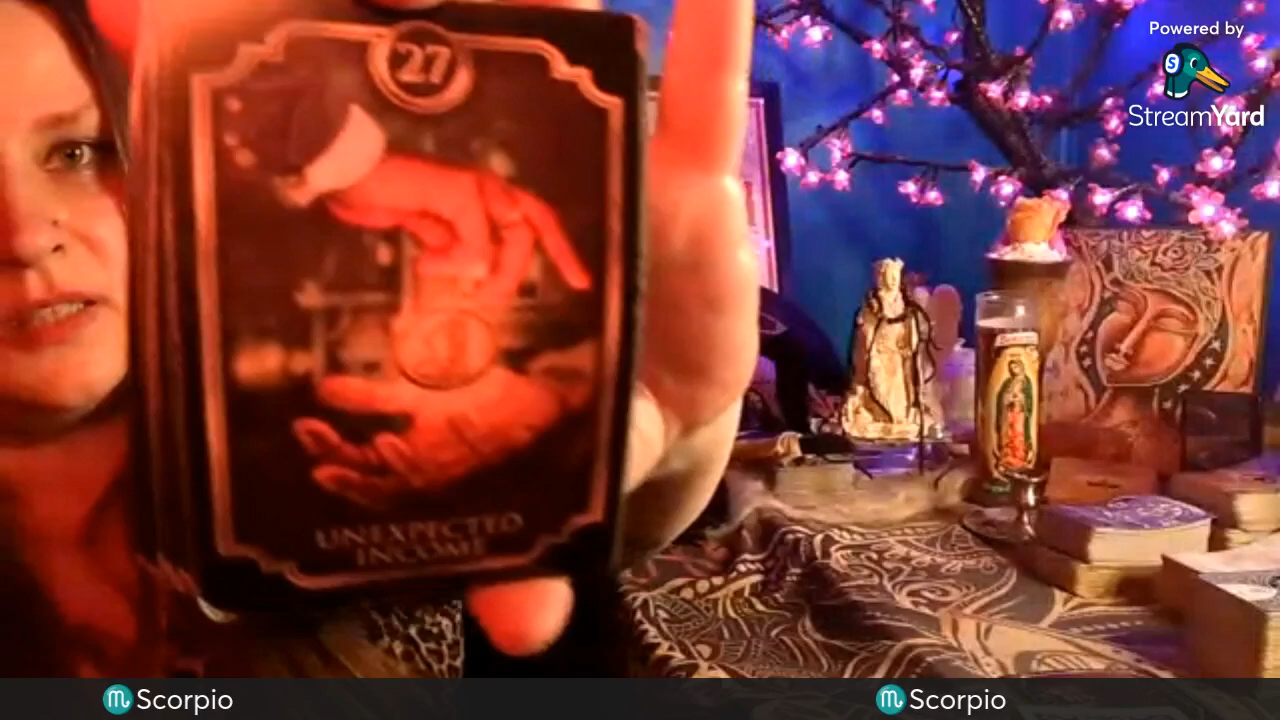 27
UNEXPECTED
INCOME
Powered by
StreamYard
♏ Scorpio
♏ Scorpio